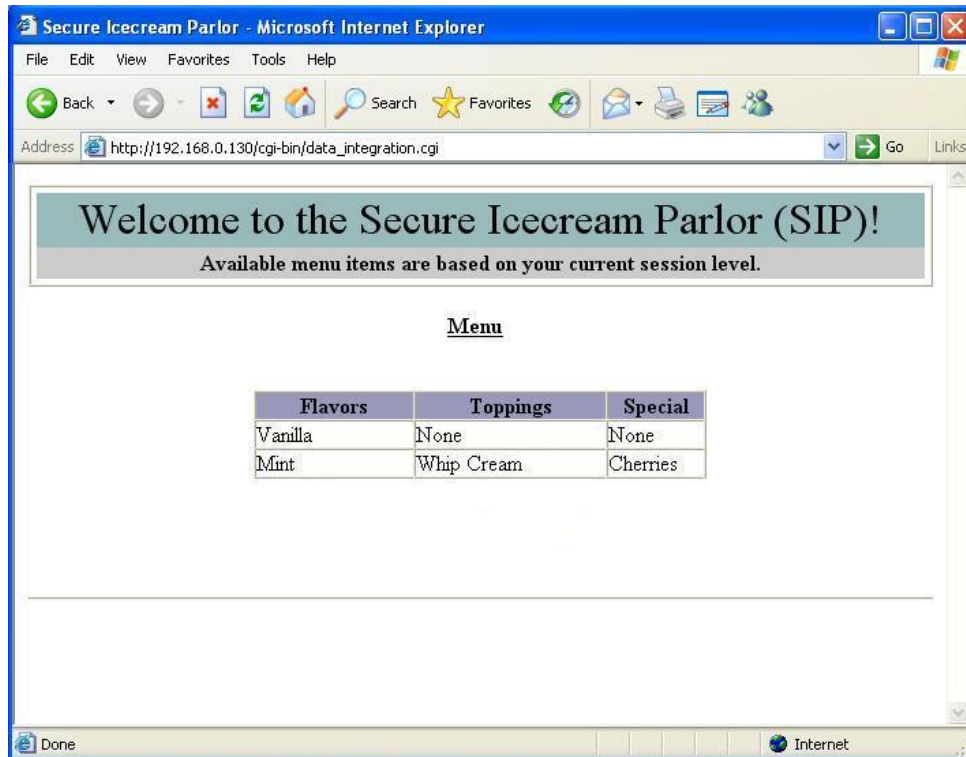 Secure Icecream Parlor - Microsoft Internet Explorer
File Edit View Favorites Tools Help
Back Search Favorites
Address http://192.168.0.130/cgi-bin/data_integration.cgi Go Links
Welcome to the Secure Icecream Parlor (SIP)!
Available menu items are based on your current session level.
Menu
Flavors Toppings Special
Vanilla None None
Mint Whip Cream Cherries
Done Internet